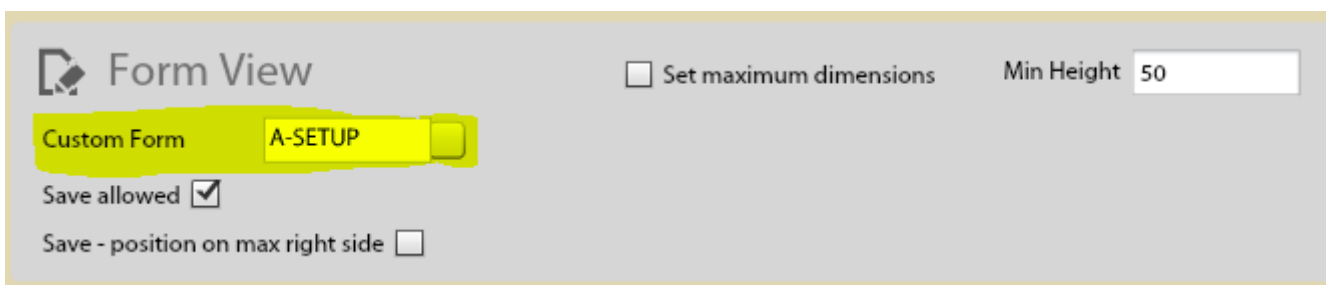 Form View
Set maximum dimensions
Min Height 50
Custom Form A-SETUP
Save allowed
Save - position on max right side